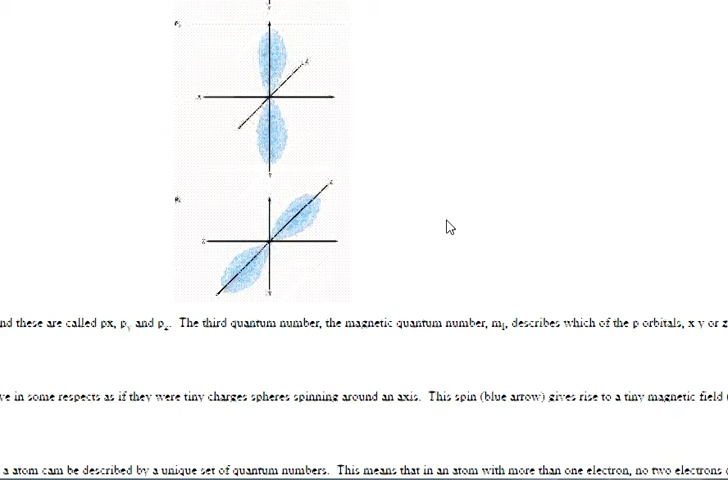 nd these are called px, py and pz. The third quantum number, the magnetic quantum number, ml, describes which of the p orbitals, x y or z
ve in some respects as if they were tiny charges spheres spinning around an axis. This spin (blue arrow) gives rise to a tiny magnetic field
a atom cam be described by a unique set of quantum numbers. This means that in an atom with more than one electron, no two electrons